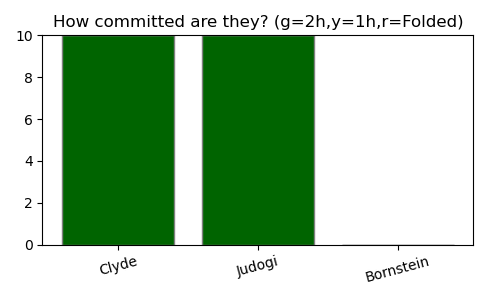 How committed are they? (g=2h,y=1h,r=Folded)
10
8
6
4
2
0
Clyde
Judogi
Bornstein